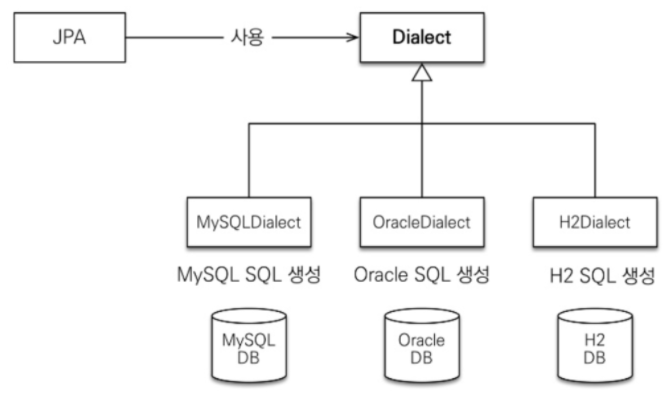 JPA
사용
Dialect
MySQLDialect
OracleDialect
H2Dialect
MySQL SQL 생성
Oracle SQL 생성
H2 SQL 생성
MySQL
DB
Oracle
DB
H2
DB